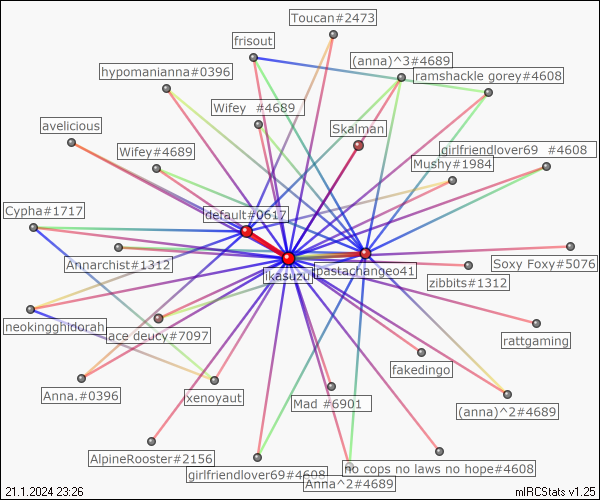 Toucan#2473
frisout
(anna)^3#4689
hypomanianna#0396
ramshackle gorey#4608
Wifey #4689
Skalman
avelicious
girlfriendlover69 #4608
Wifey#4689
Mushy#1984
Cypha#1717
default#0617
Annarchist#1312
Soxy Foxy#5076
ikasuzu
pastachangeo41
zibbits#1312
neokingghidorah
ace deucy#7097
rattgaming
fakedingo
Anna.#0396
xenoyaut
Mad #6901
(anna)^2#4689
AlpineRooster#2156
girlfriendlover69#4608
no cops no laws no hope#4608
Anna^2#4689
21.1.2024 23:26
mIRCStats v1.25